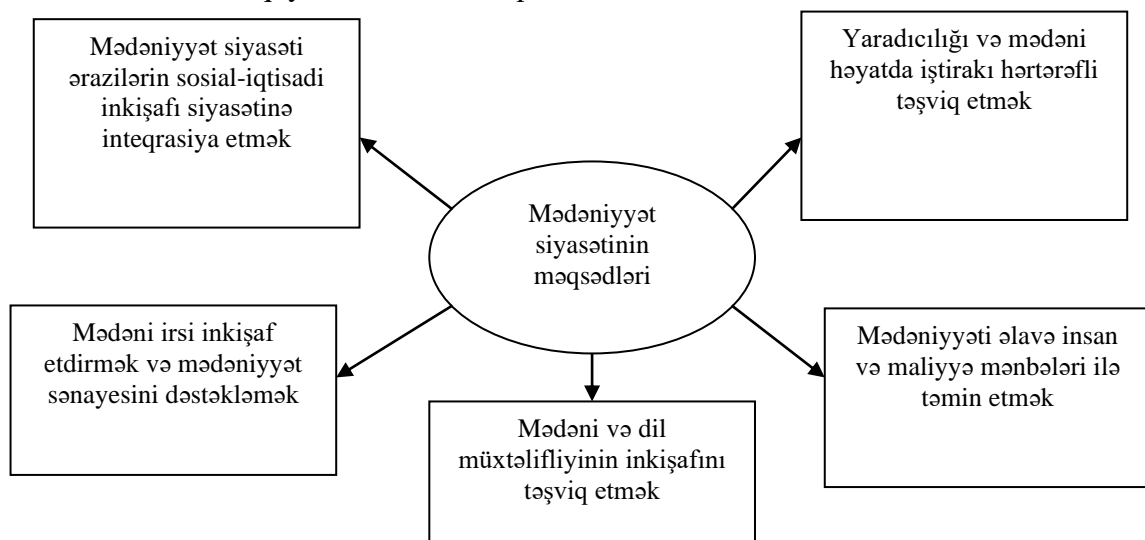 Mədəniyyət siyasəti
ərazilərin sosial-iqtisadi
inkişafı siyasətinə
inteqrasiya etmək
Yaradıcılığı və mədəni
həyatda iştirakı hərtərəfli
təşviq etmək
Mədəniyyət
siyasətinin
məqsədləri
Mədəni irsi inkişaf
etdirmək və mədəniyyət
sənayesini dəstəkləmək
Mədəni və dil
müxtəlifliyinin inkişafını
təşviq etmək
Mədəniyyəti əlavə insan
və maliyyə mənbələri ilə
təmin etmək